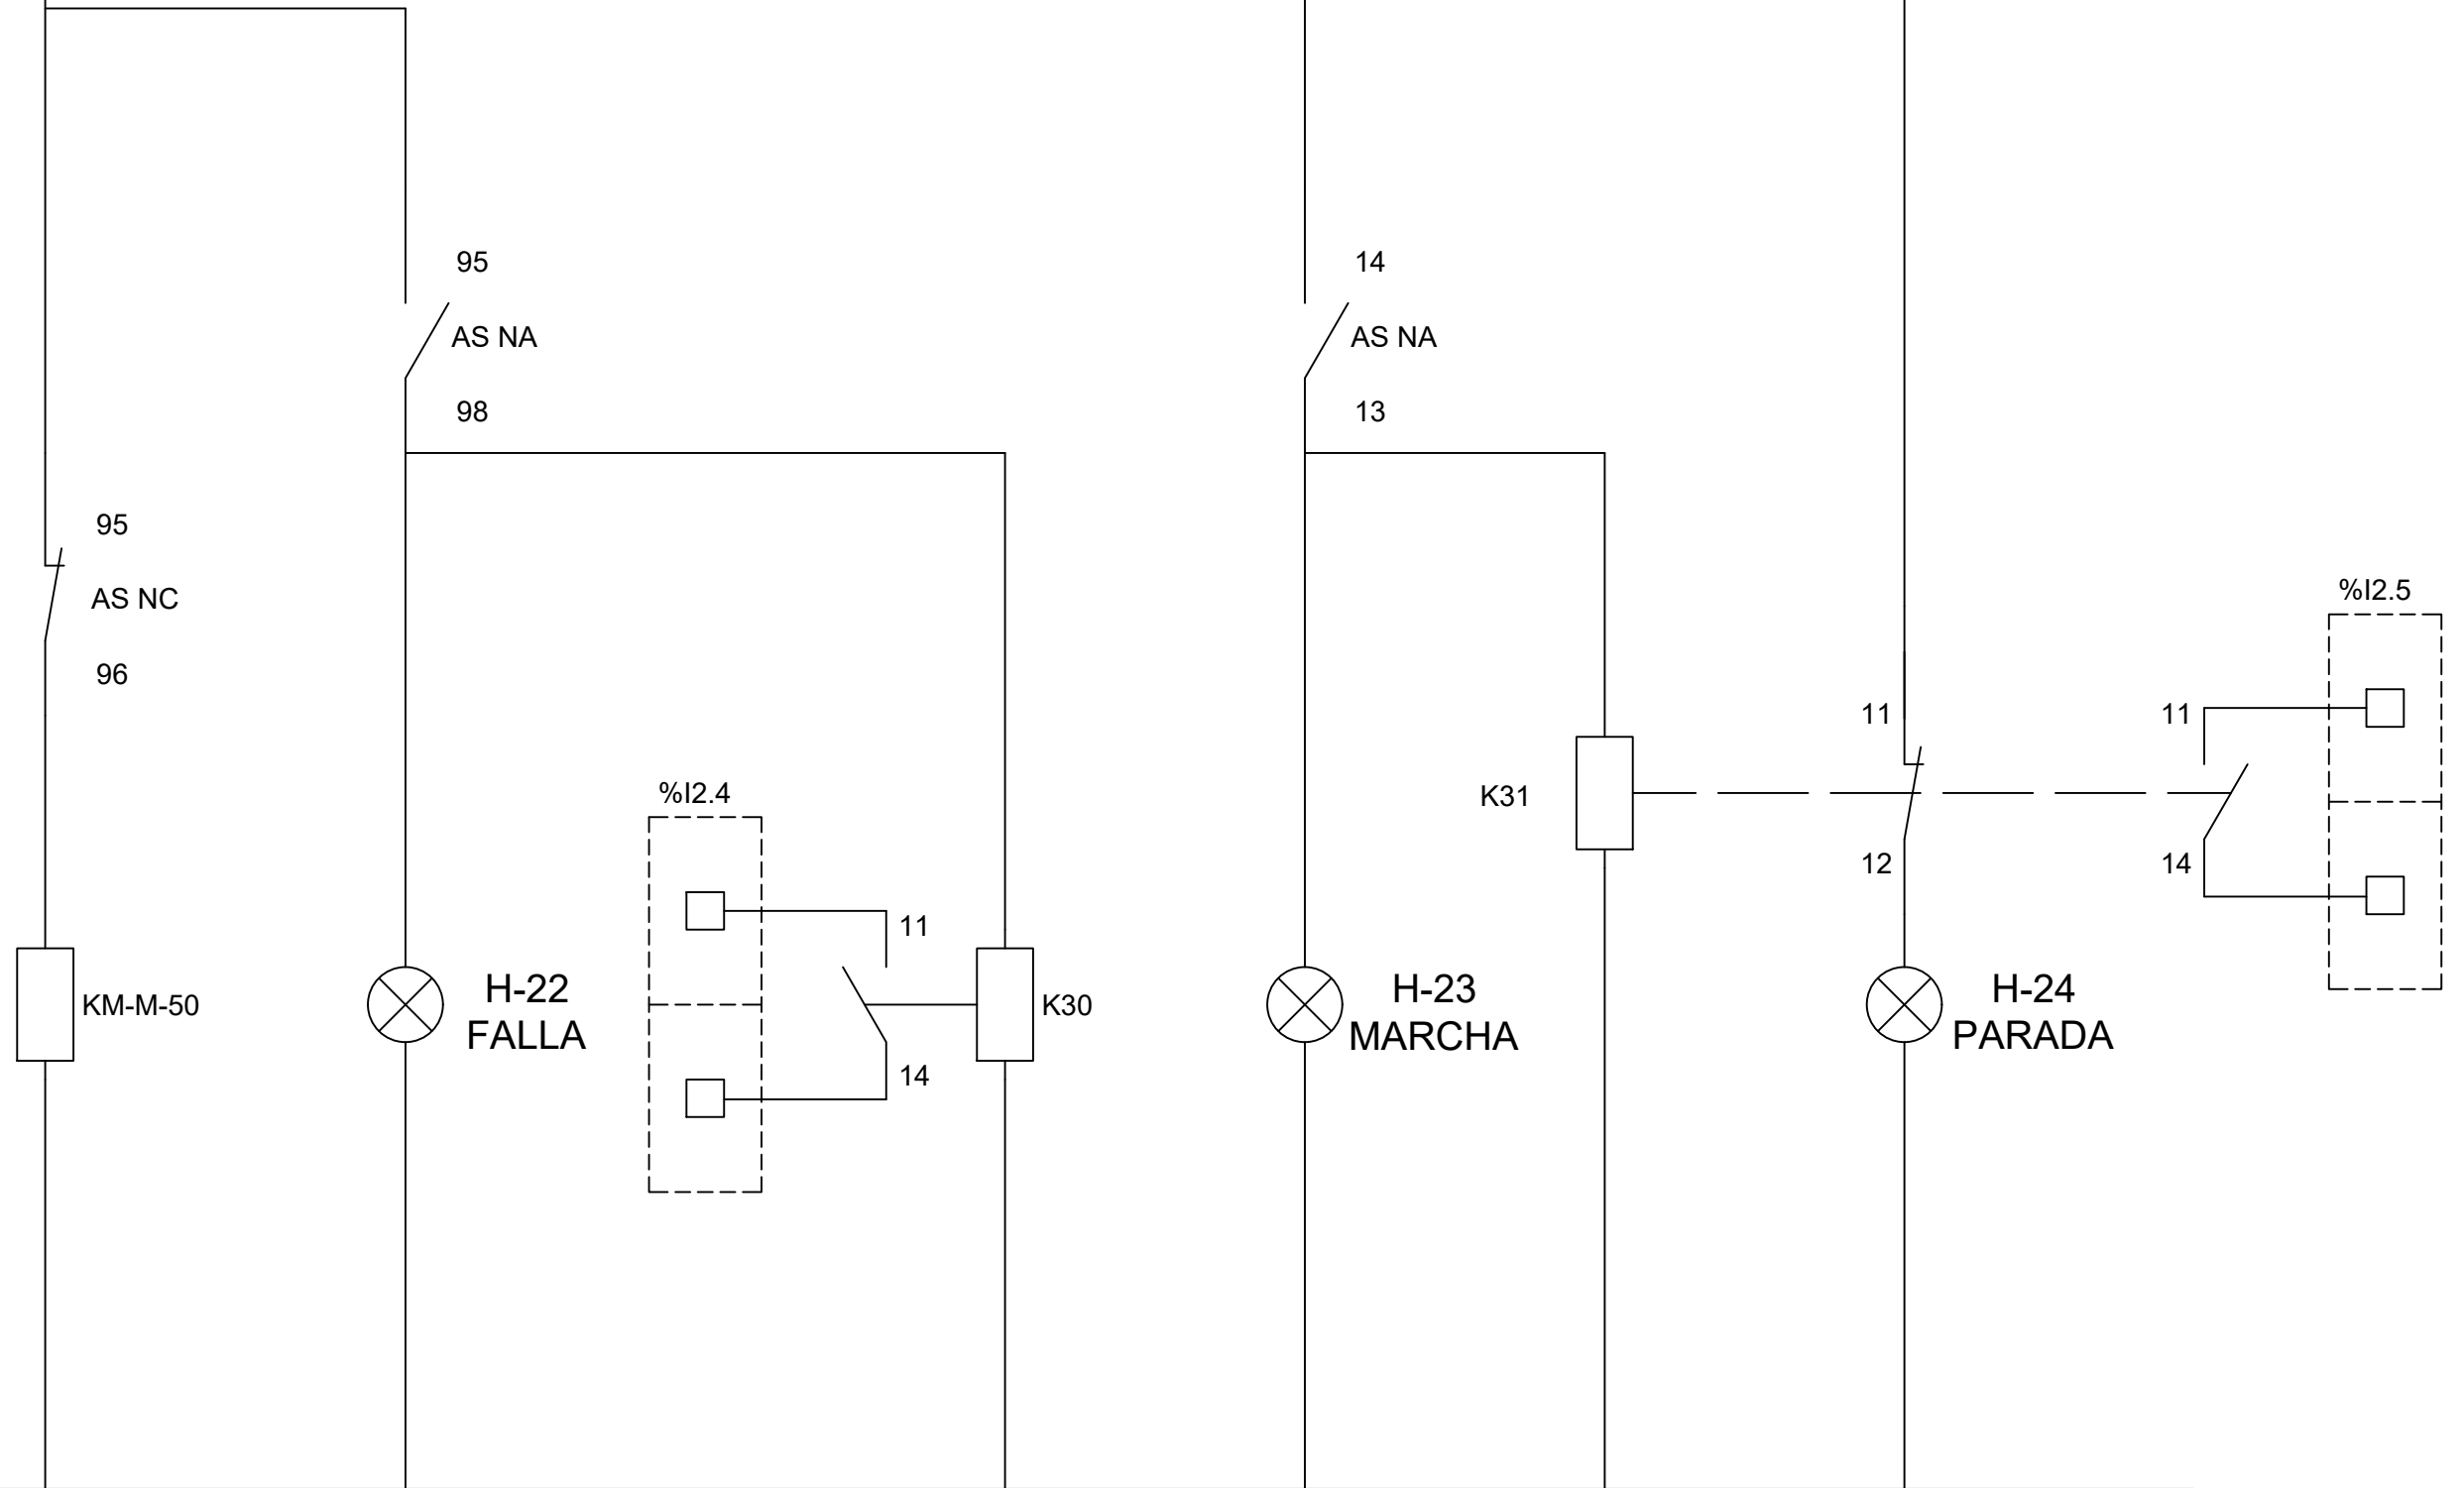 95
AS NA
98
14
AS NA
13
95
AS NC
96
%I2.5
11
11
%I2.4
K31
12
14
11
KM-M-50
H-22
FALLA
K30
H-23
MARCHA
H-24
PARADA
14